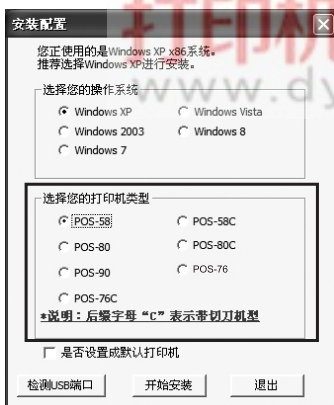 安装配置
打印机
您正使用的是Windows XP x86系统。
推荐选择Windows XP进行安装。
www.dy
选择您的操作系统
Windows XP Windows Vista
Windows 2003 Windows 8
Windows 7
选择您的打印机类型
POS-58 POS-58C
POS-80 POS-80C
POS-90 POS-76
POS-76C
*说明：后缀字母“C”表示带切刀机型
是否设置成默认打印机
检测USB端口 开始安装 退出